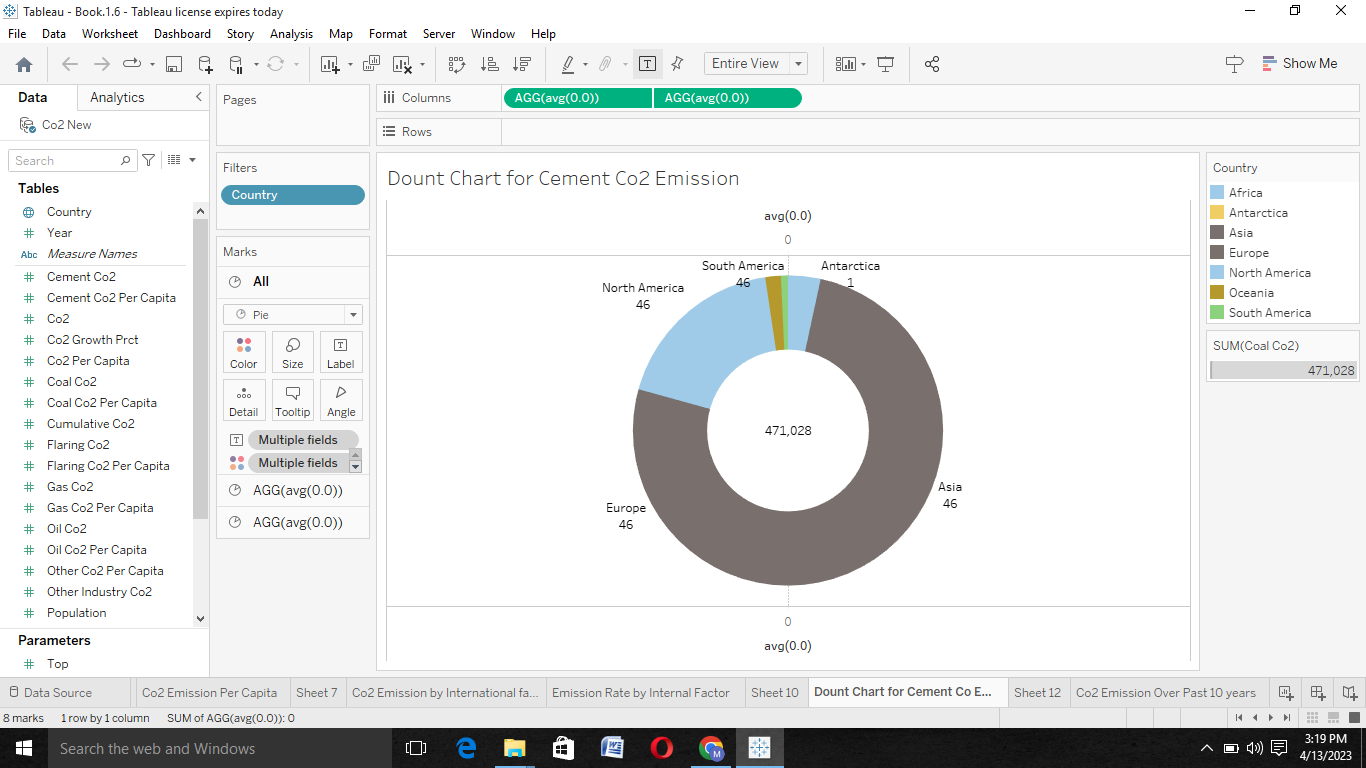 Tableau - Book.1.6 - Tableau license expires today
File Data Worksheet Dashboard Story Analysis Map Format Server Window Help
Entire View
Show Me
Data Analytics
Co2 New
Search
Tables
Country
Year
Abc Measure Names
Cement Co2
Cement Co2 Per Capita
Co2
Co2 Growth Prct
Co2 Per Capita
Coal Co2
Coal Co2 Per Capita
Cumulative Co2
Flaring Co2
Flaring Co2 Per Capita
Gas Co2
Gas Co2 Per Capita
Oil Co2
Oil Co2 Per Capita
Other Co2 Per Capita
Other Industry Co2
Population
Parameters
Top
Pages
Filters
Country
Marks
All
Pie
Color Size Label
Detail Tooltip Angle
Multiple fields
Multiple fields
AGG(avg(0.0))
AGG(avg(0.0))
Columns AGG(avg(0.0)) AGG(avg(0.0))
Rows
Dount Chart for Cement Co2 Emission
avg(0.0)
0
South America
46
Antarctica
1
North America
46
471,028
Asia
46
Europe
46
0
avg(0.0)
Country
Africa
Antarctica
Asia
Europe
North America
Oceania
South America
SUM(Coal Co2)
471,028
Data Source Co2 Emission Per Capita Sheet 7 Co2 Emission by International fa... Emission Rate by Internal Factor Sheet 10 Dount Chart for Cement Co E... Sheet 12 Co2 Emission Over Past 10 years
8 marks 1 row by 1 column SUM of AGG(avg(0.0)): 0
Search the web and Windows
3:19 PM
4/13/2023